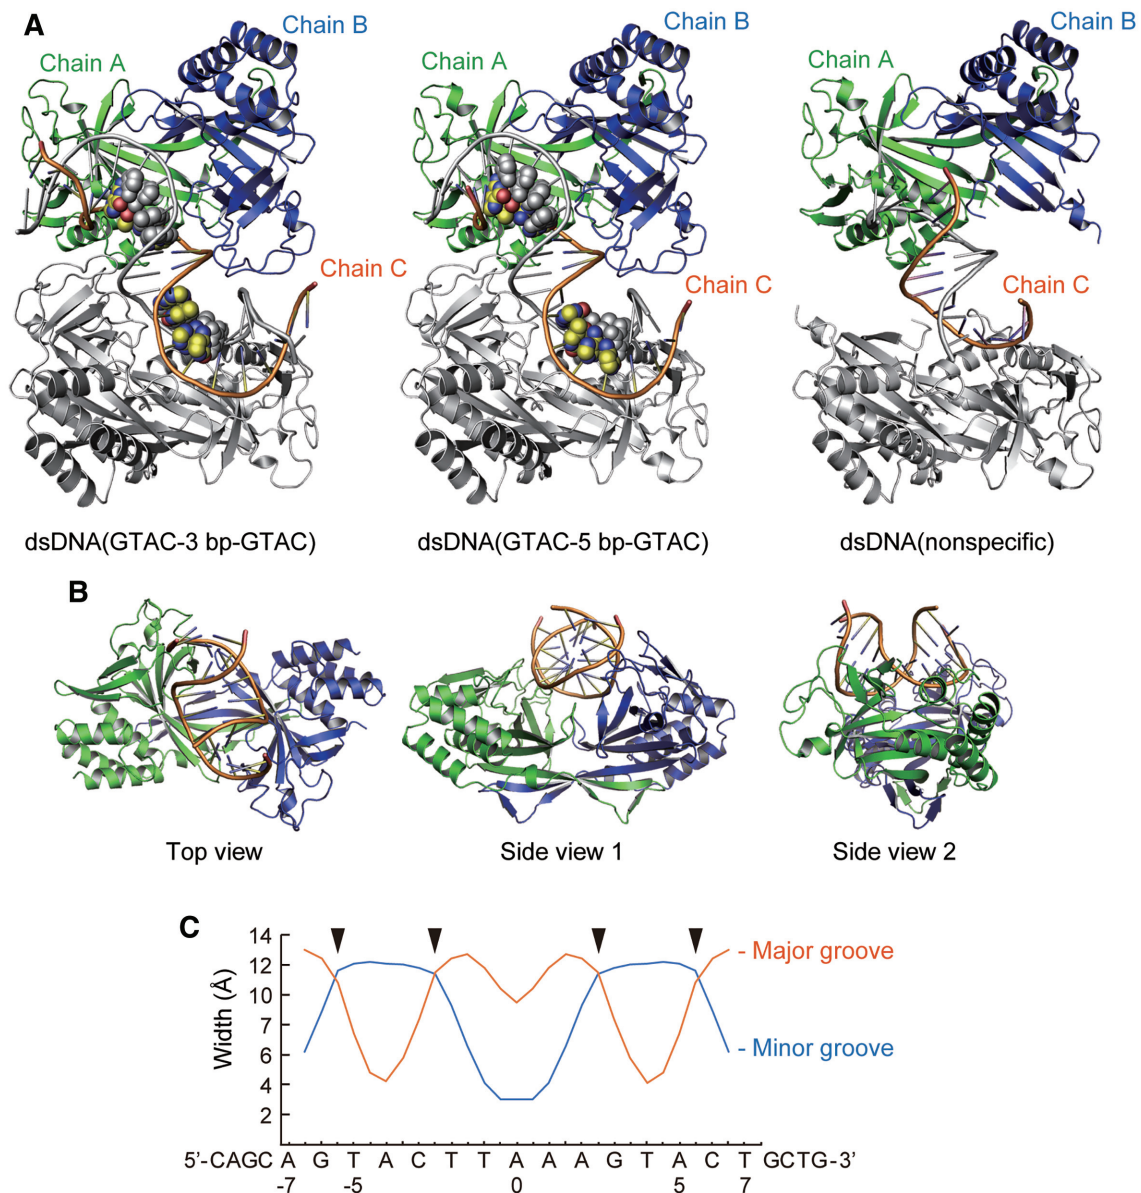 A
Chain A
Chain B
Chain C
Chain A
Chain B
Chain C
Chain A
Chain B
Chain C
dsDNA(GTAC-3 bp-GTAC)
dsDNA(GTAC-5 bp-GTAC)
dsDNA(nonspecific)
B
Top view
Side view 1
Side view 2
C
Width (Å)
14
12
10
7
6
4
2
- Major groove
- Minor groove
5’-CAGC A G T A C T T A A A G T A C T GCTG-3’
-7 -5 0 5 7